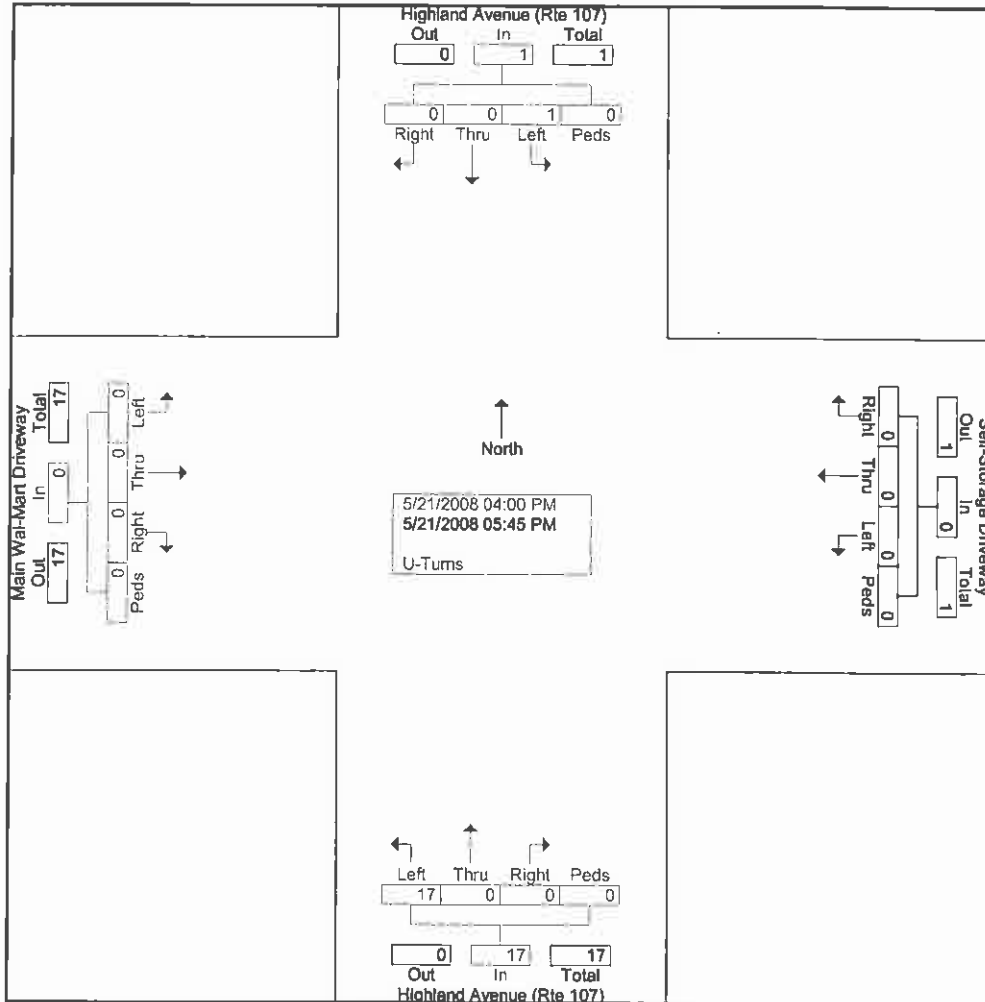 Highland Avenue (Rte 107)
Out In Total
0 1 1
0 0 1 0
Right Thru Left Peds
Main Wal-Mart Driveway
Total In Out
17 0 17
0 0 0 0
Left Thru Right Peds
North
5/21/2008 04:00 PM
5/21/2008 05:45 PM
U-Turns
Right Thru Left Peds
0 0 0 0
1 0 1
Out In Total
Self-Storage Driveway
Left Thru Right Peds
17 0 0 0
0 17 17
Out In Total
Highland Avenue (Rte 107)